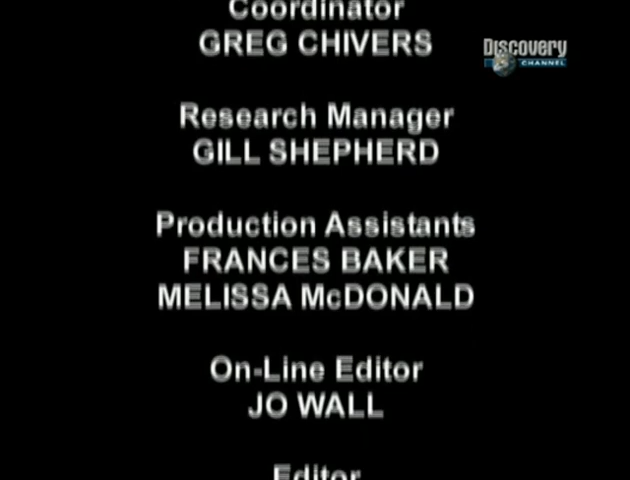 Coordinator
GREG CHIVERS
Discovery
CHANNEL
Research Manager
GILL SHEPHERD
Production Assistants
FRANCES BAKER
MELISSA McDONALD
On-Line Editor
JO WALL
Editor